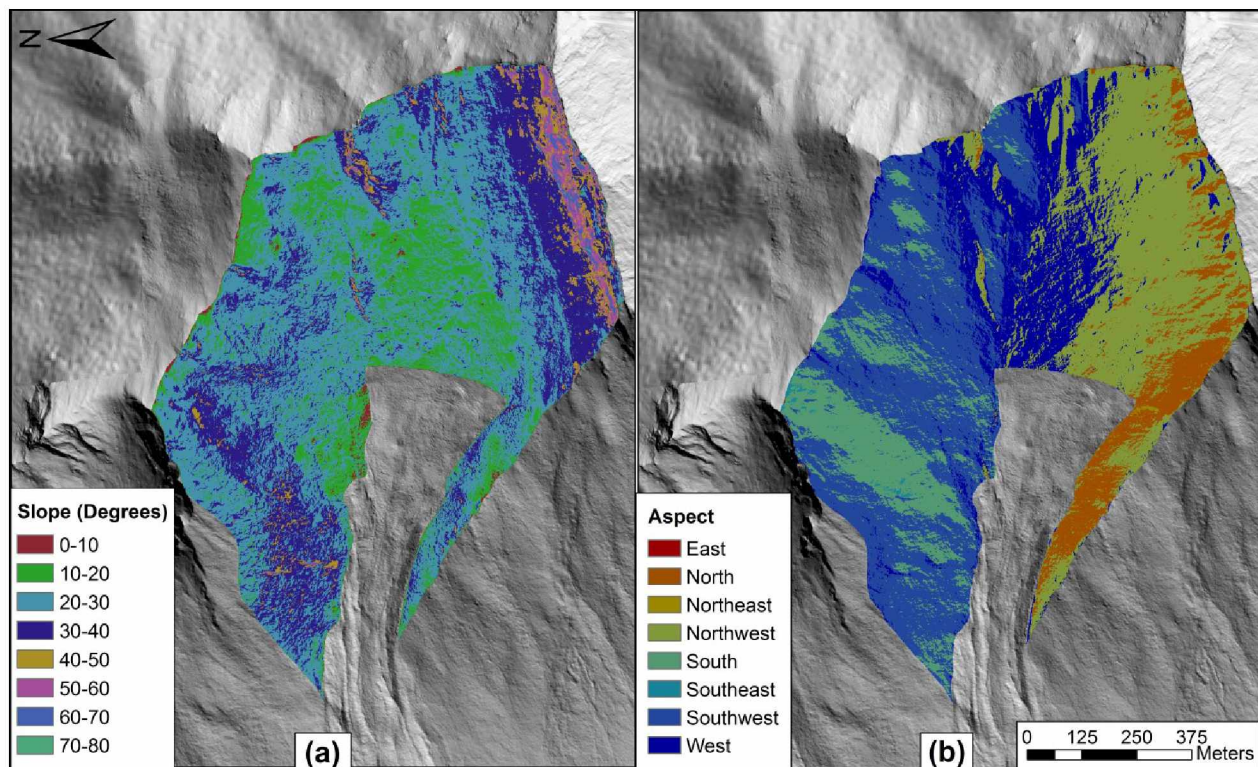 N
Slope (Degrees)
0-10
10-20
20-30
30-40
40-50
50-60
60-70
70-80
(a)
Aspect
East
North
Northeast
Northwest
South
Southeast
Southwest
West
(b)
0 125 250 375
Meters